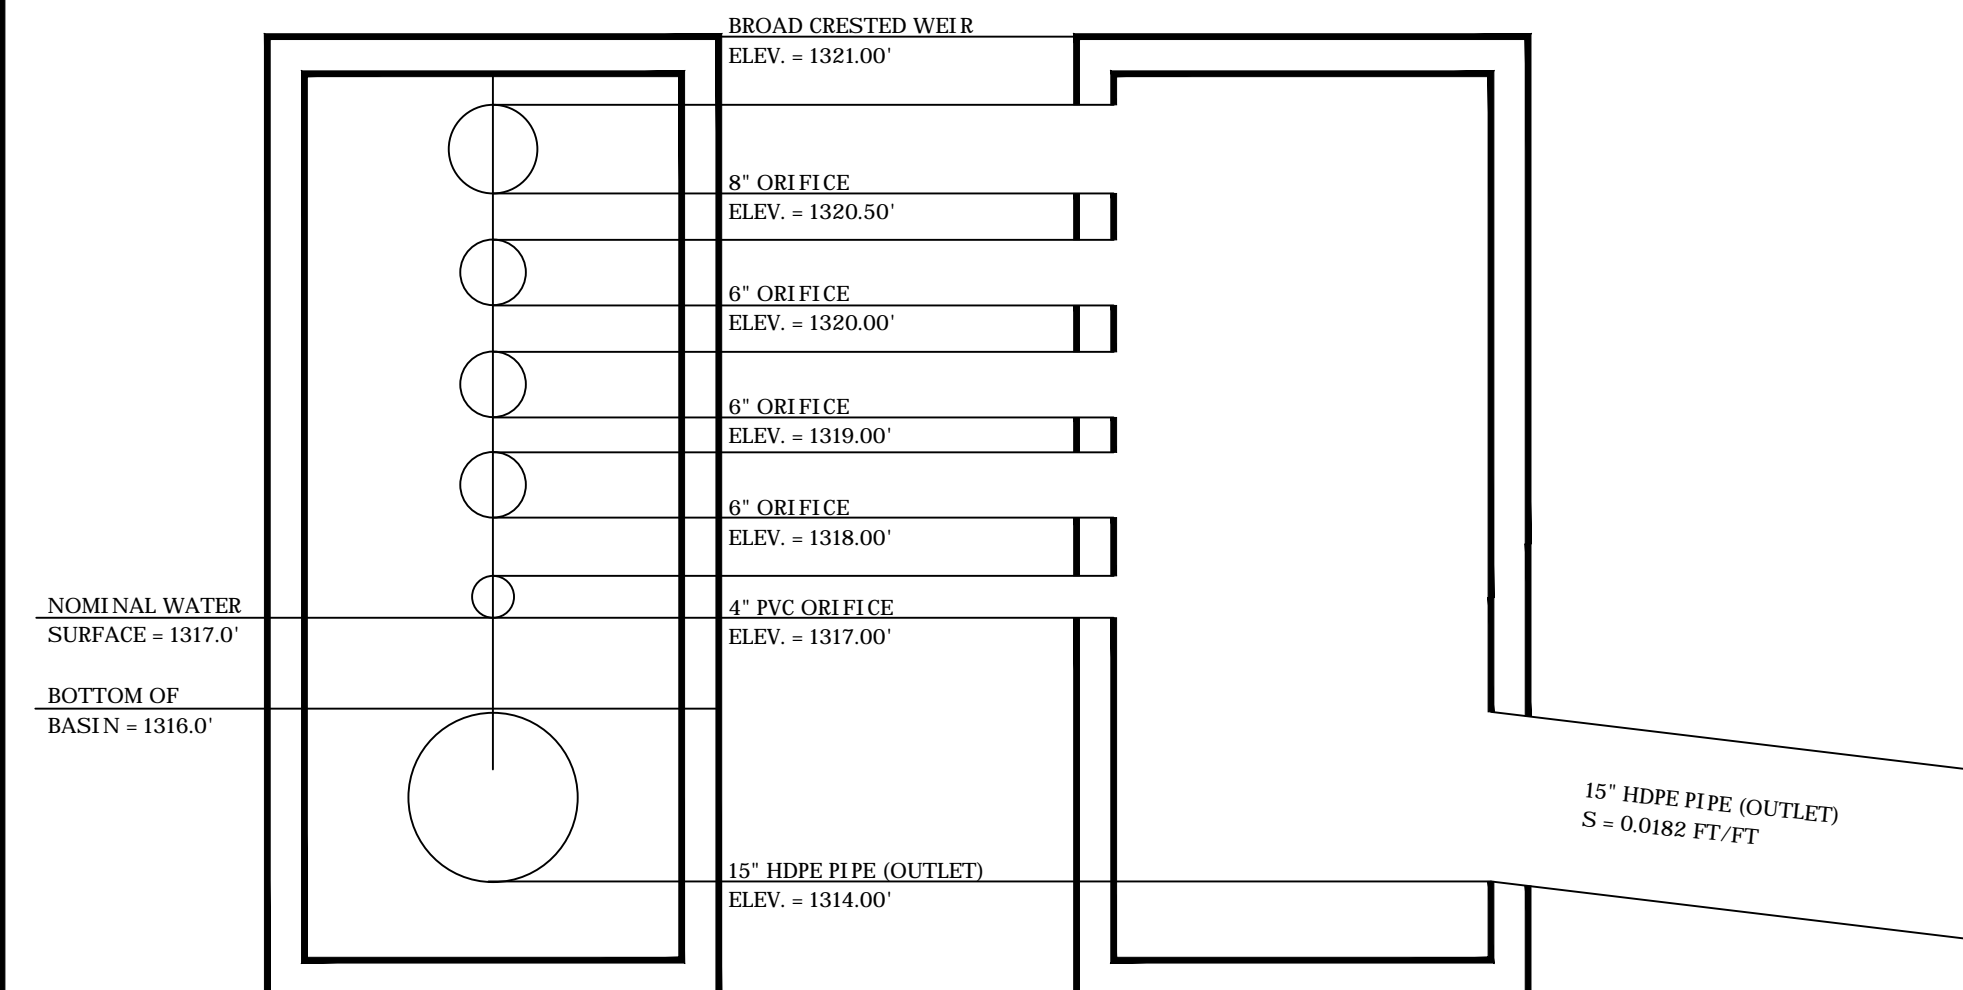 BROAD CRESTED WEIR
ELEV. = 1321.00'
8" ORIFICE
ELEV. = 1320.50'
6" ORIFICE
ELEV. = 1320.00'
6" ORIFICE
ELEV. = 1319.00'
6" ORIFICE
ELEV. = 1318.00'
NOMINAL WATER
SURFACE = 1317.0'
4" PVC ORIFICE
ELEV. = 1317.00'
BOTTOM OF
BASIN = 1316.0'
15" HDPE PIPE (OUTLET)
S = 0.0182 FT/FT
15" HDPE PIPE (OUTLET)
ELEV. = 1314.00'